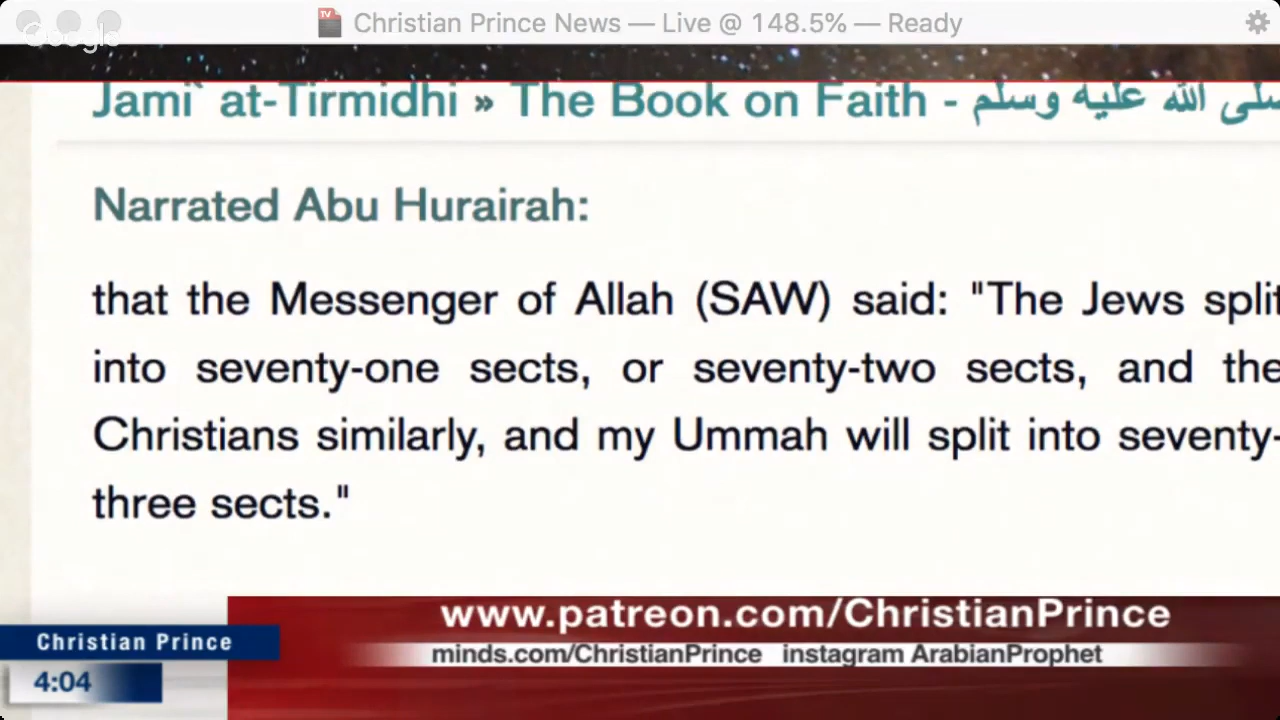 Christian Prince News — Live @ 148.5% — Ready
Google
Jami` at-Tirmidhi » The Book on Faith - صلى الله عليه وسلم
Narrated Abu Hurairah:
that the Messenger of Allah (SAW) said: "The Jews split
into seventy-one sects, or seventy-two sects, and the
Christians similarly, and my Ummah will split into seventy-
three sects."
www.patreon.com/ChristianPrince
minds.com/ChristianPrince instagram ArabianProphet
Christian Prince
4:04